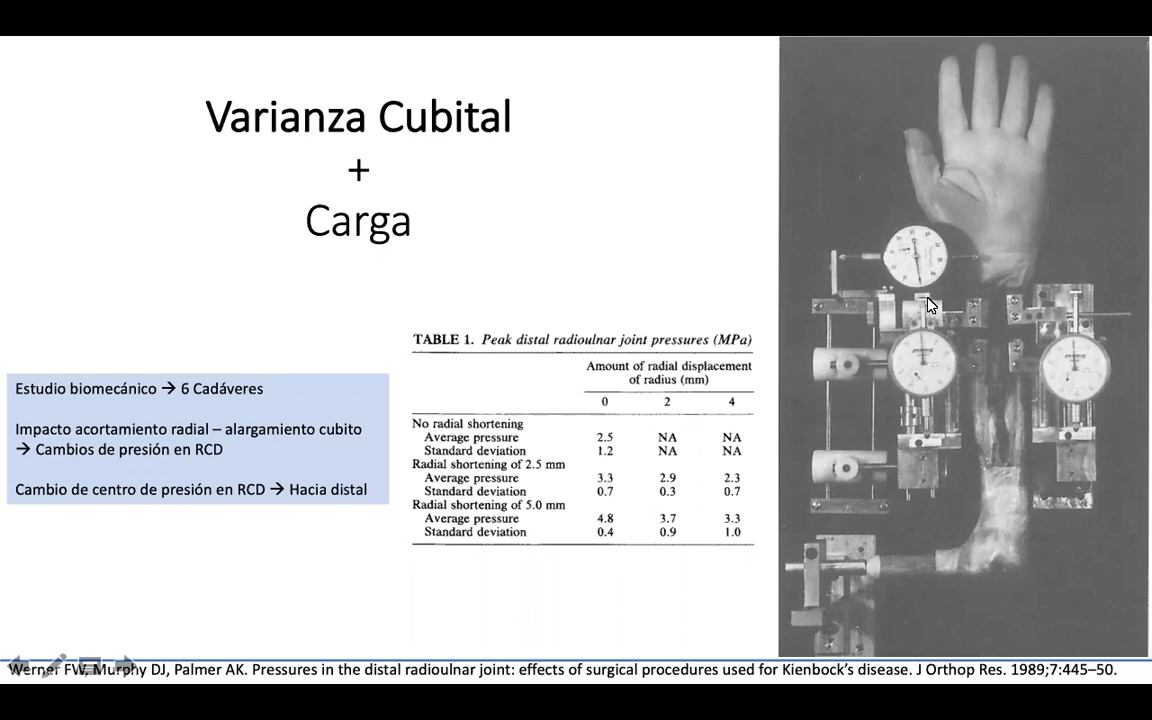 Varianza Cubital
+
Carga
Estudio biomecánico → 6 Cadáveres
Impacto acortamiento radial – alargamiento cubito
→ Cambios de presión en RCD
Cambio de centro de presión en RCD → Hacia distal
TABLE 1. Peak distal radioulnar joint pressures (MPa)
Amount of radial displacement
of radius (mm)
0 2 4
No radial shortening
Average pressure 2.5 NA NA
Standard deviation 1.2 NA NA
Radial shortening of 2.5 mm
Average pressure 3.3 2.9 2.3
Standard deviation 0.7 0.3 0.7
Radial shortening of 5.0 mm
Average pressure 4.8 3.7 3.3
Standard deviation 0.4 0.9 1.0
Werner FW, Murphy DJ, Palmer AK. Pressures in the distal radioulnar joint: effects of surgical procedures used for Kienbock's disease. J Orthop Res. 1989;7:445–50.